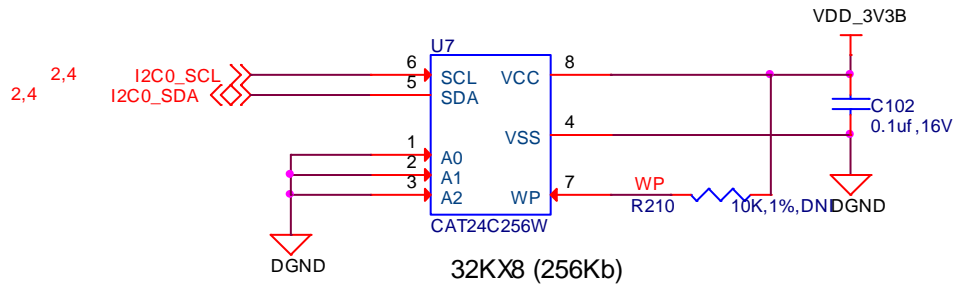 VDD_3V3B
U7
2,4 I2C0_SCL 6 SCL VCC 8
2,4 I2C0_SDA 5 SDA
C102
0.1uf,16V
VSS 4
1 A0
2 A1
3 A2 WP 7 WP
R210 10K,1%,DNI DGND
CAT24C256W
DGND
32KX8 (256Kb)